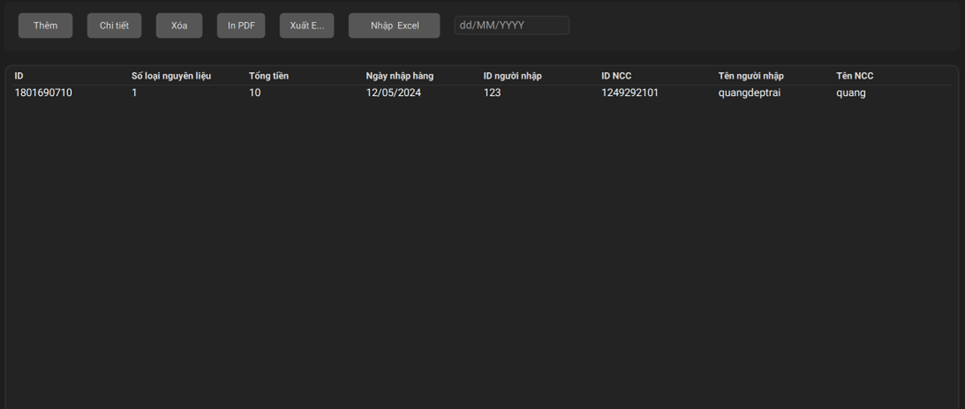 Thêm Chi tiết Xóa In PDF Xuất E... Nhập Excel dd/MM/YYYY
ID Số loại nguyên liệu Tổng tiền Ngày nhập hàng ID người nhập ID NCC Tên người nhập Tên NCC
1801690710 1 10 12/05/2024 123 1249292101 quangdeptrai quang